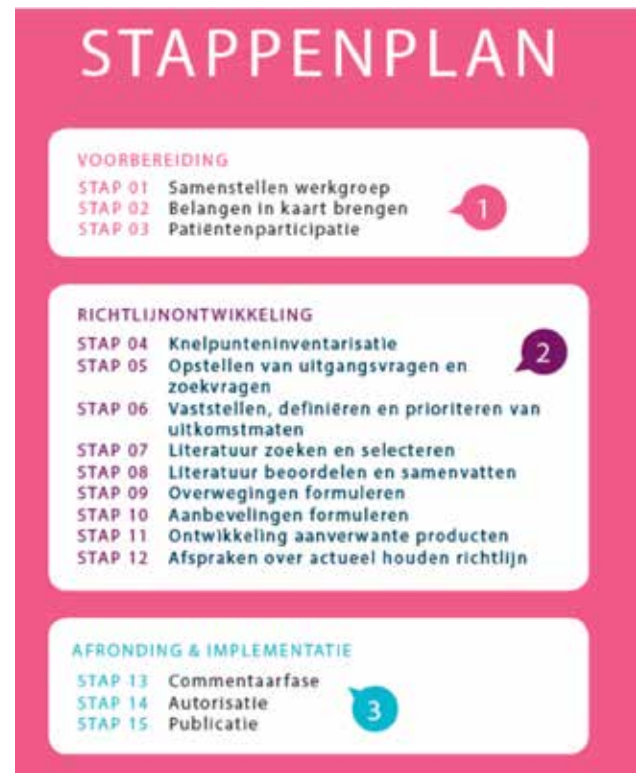 STAPPENPLAN
VOORBEREIDING
STAP 01 Samenstellen werkgroep
STAP 02 Belangen in kaart brengen
STAP 03 Patiëntenparticipatie
1
RICHTLIJNONTWIKKELING
STAP 04 Knelpunteninventarisatie
STAP 05 Opstellen van uitgangsvragen en
zoekvragen
STAP 06 Vaststellen, definiëren en prioriteren van
uitkomstmaten
STAP 07 Literatuur zoeken en selecteren
STAP 08 Literatuur beoordelen en samenvatten
STAP 09 Overwegingen formuleren
STAP 10 Aanbevelingen formuleren
STAP 11 Ontwikkeling aanverwante producten
STAP 12 Afspraken over actueel houden richtlijn
2
AFRONDING & IMPLEMENTATIE
STAP 13 Commentaarfase
STAP 14 Autorisatie
STAP 15 Publicatie
3